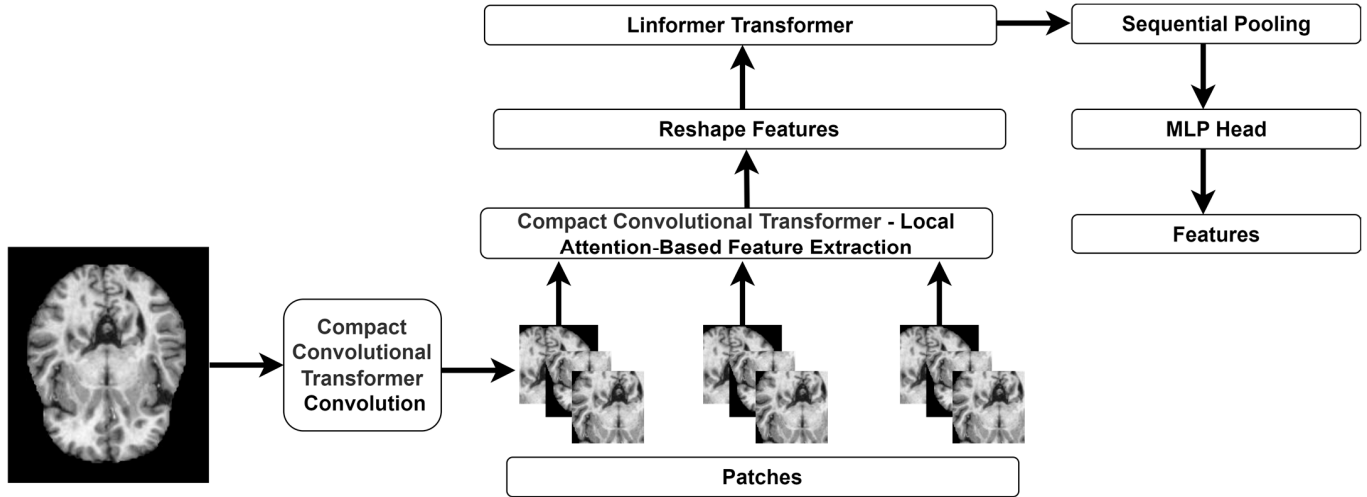 Linformer Transformer
Sequential Pooling
Reshape Features
MLP Head
Compact Convolutional Transformer - Local
Attention-Based Feature Extraction
Features
Compact
Convolutional
Transformer
Convolution
Patches